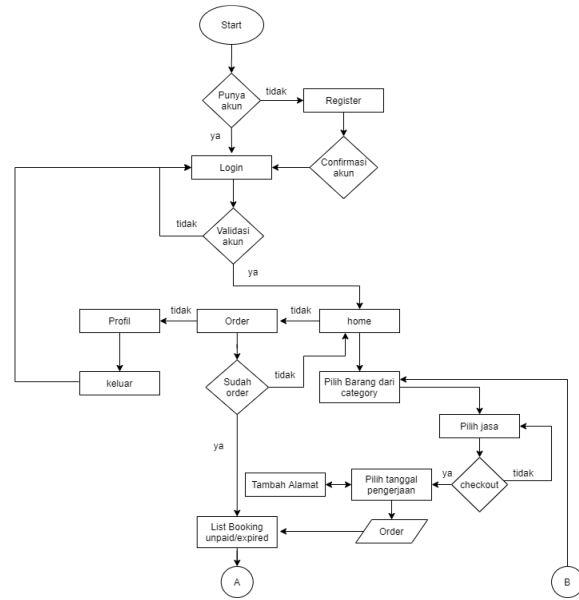 Start
Punya
akun
tidak
Register
ya
Login
Confirmasi
akun
tidak
Validasi
akun
ya
Profil
tidak
Order
tidak
home
keluar
Sudah
order
tidak
Pilih Barang dari
category
ya
Pilih jasa
Tambah Alamat
Pilih tanggal
pengerjaan
ya
checkout
tidak
List Booking
unpaid/expired
Order
A
B